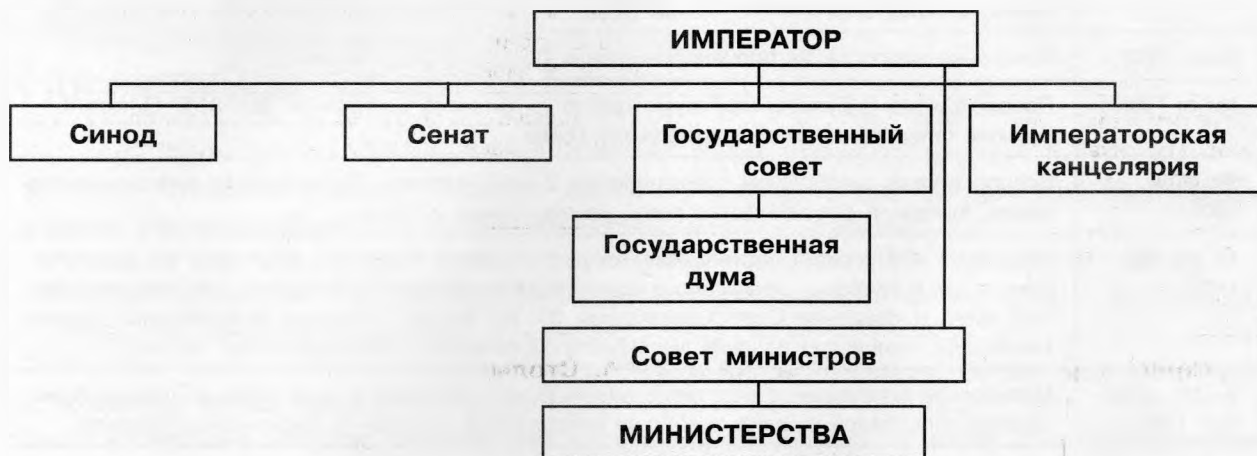 ИМПЕРАТОР
Синод
Сенат
Государственный
совет
Императорская
канцелярия
Государственная
дума
Совет министров
МИНИСТЕРСТВА